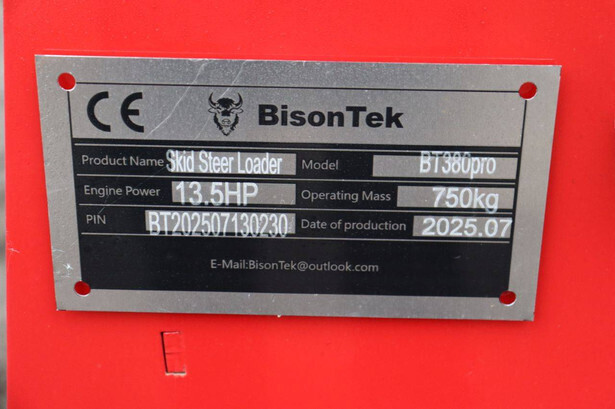 CE BisonTek
Product Name Skid Steer Loader Model BT380pro
Engine Power 13.5HP Operating Mass 750kg
PIN BT202507130230 Date of production 2025.07
E-Mail:BisonTek@outlook.com